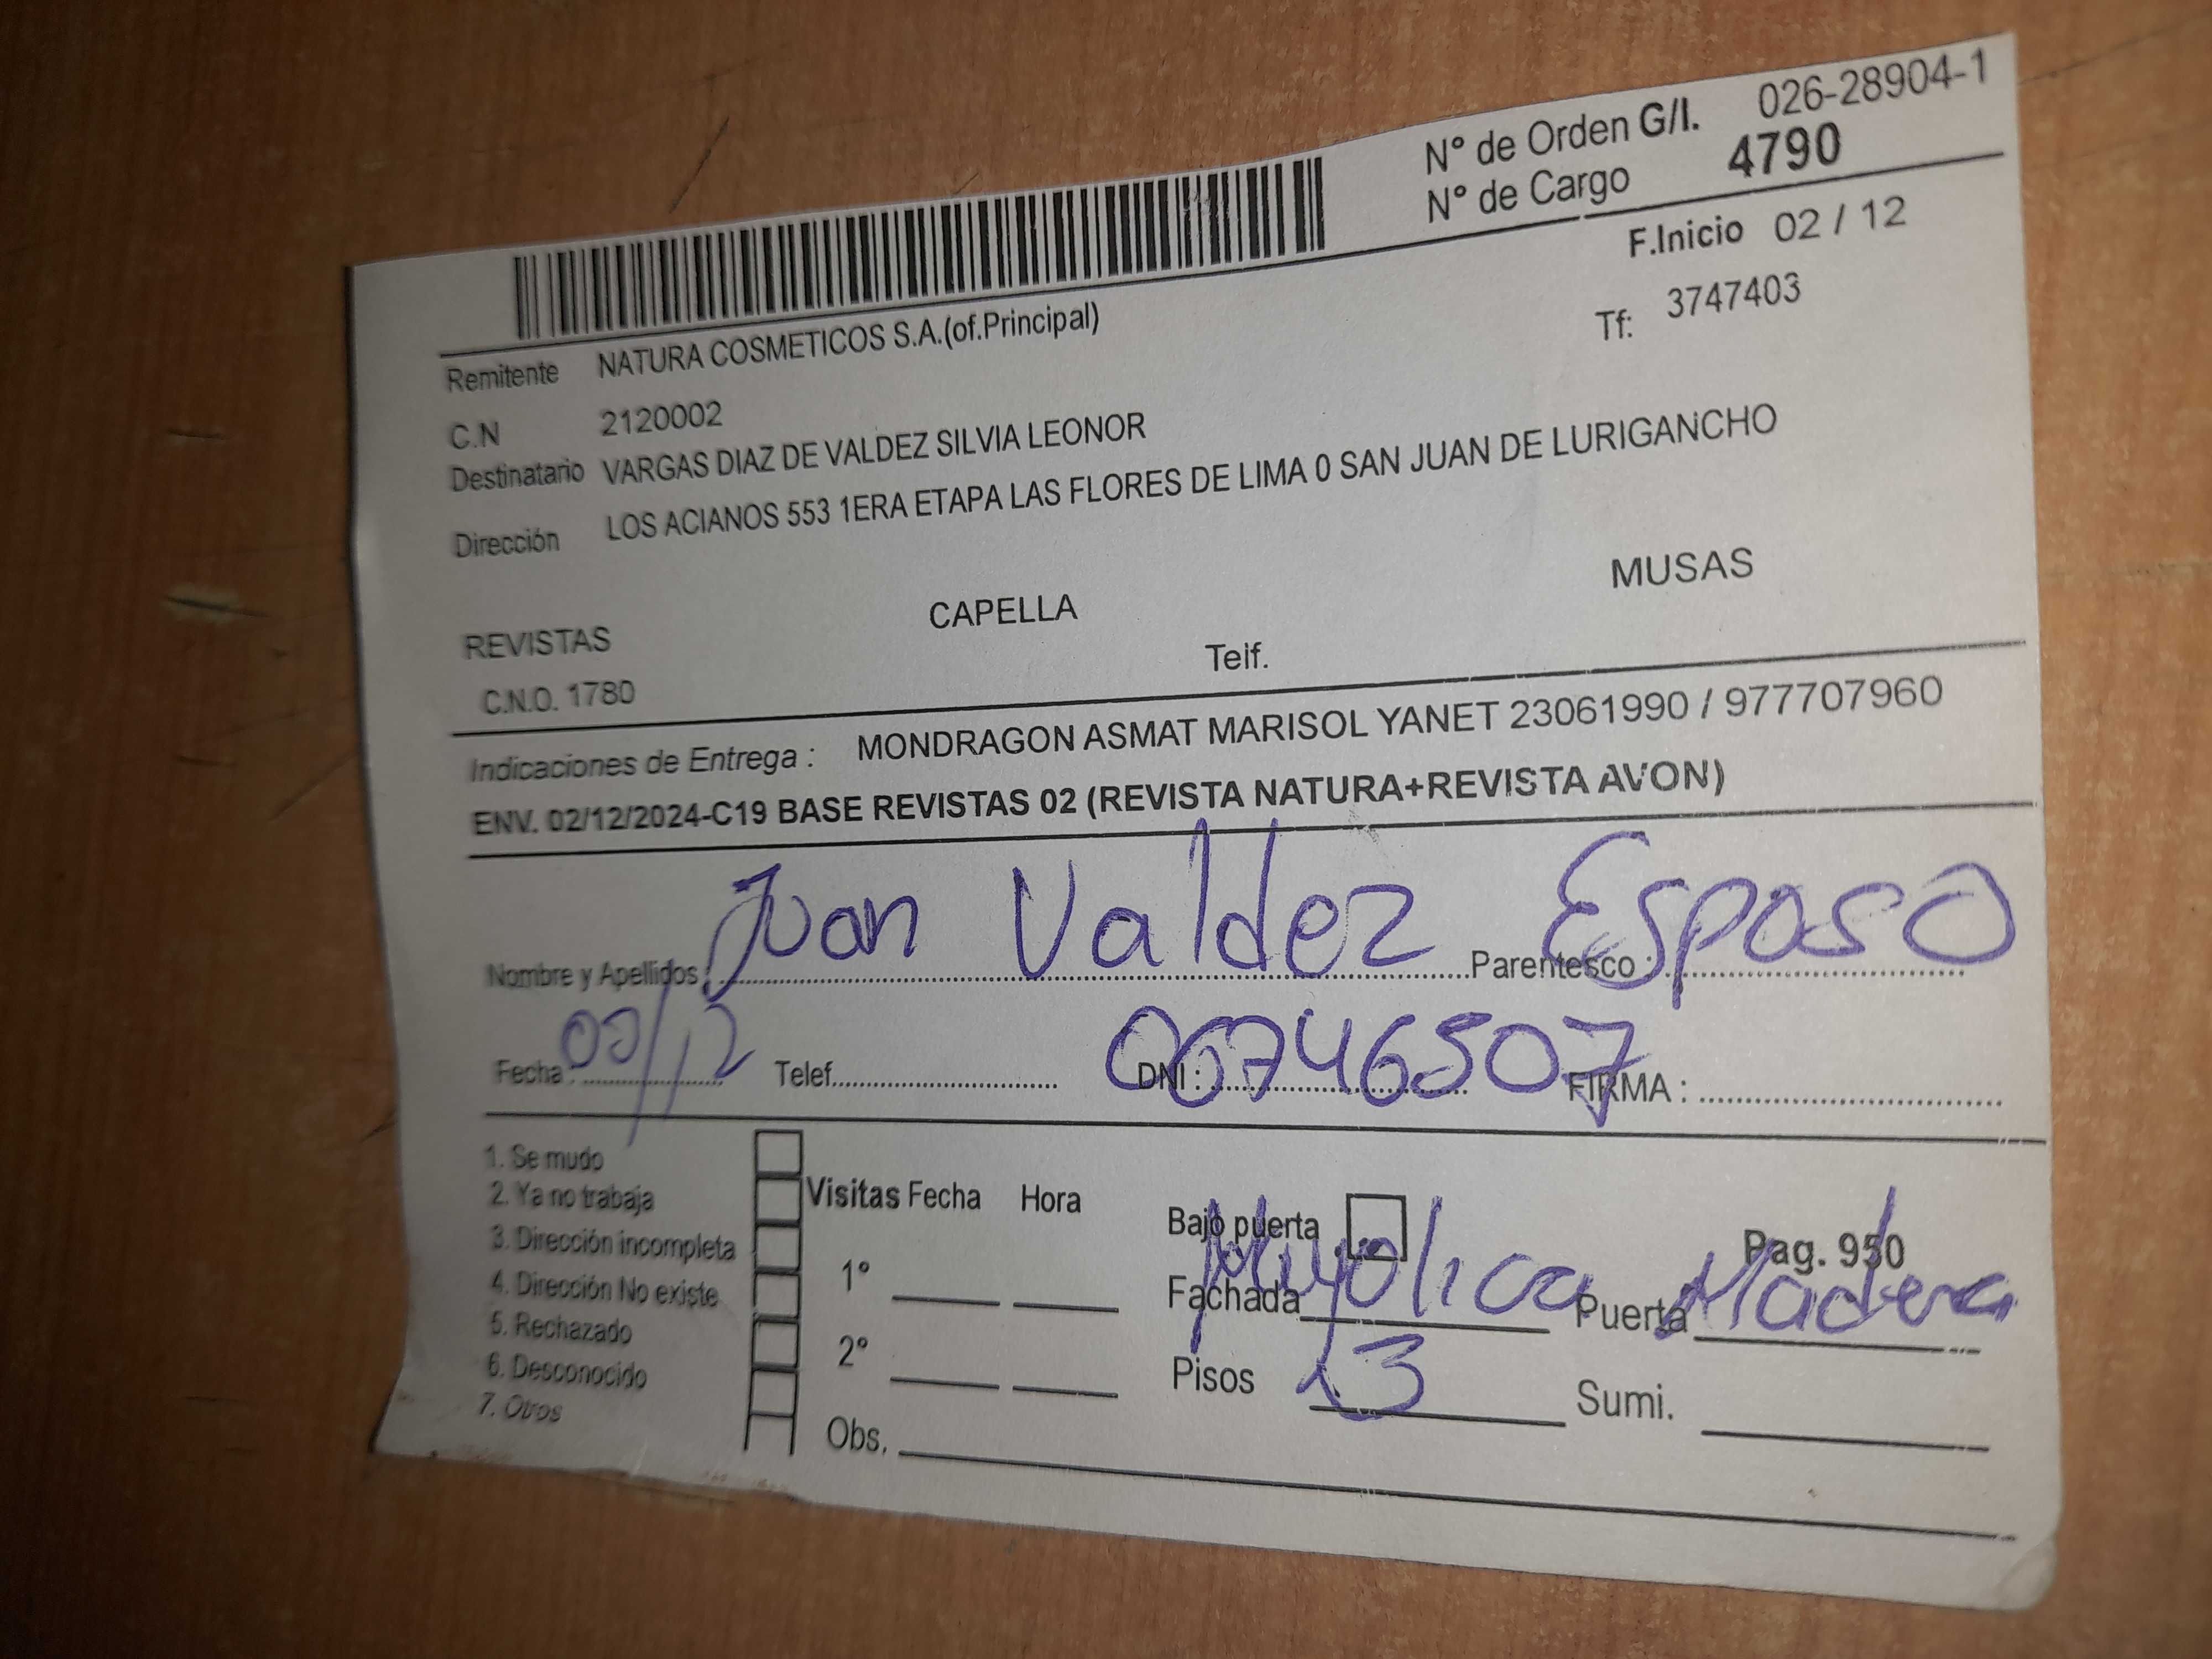 N° de Orden G/I. 026-28904-1
N° de Cargo 4790
F.Inicio 02 / 12
Remitente NATURA COSMETICOS S.A.(of.Principal) Tf: 3747403
C.N 2120002
Destinatario VARGAS DIAZ DE VALDEZ SILVIA LEONOR
Dirección LOS ACIANOS 553 1ERA ETAPA LAS FLORES DE LIMA 0 SAN JUAN DE LURIGANCHO
REVISTAS CAPELLA MUSAS
C.N.O. 1780 Telf.
Indicaciones de Entrega : MONDRAGON ASMAT MARISOL YANET 23061990 / 977707960
ENV. 02/12/2024-C19 BASE REVISTAS 02 (REVISTA NATURA+REVISTA AVON)
Nombre y Apellidos: Juan Valdez Parentesco : Esposo
Fecha : /12 Telef. DNI : 06746507 FIRMA :
1. Se mudo
2. Ya no trabaja Visitas Fecha Hora Bajo puerta Pag. 950
3. Dirección incompleta
4. Dirección No existe 1° Fachada Mayolica Puerta Madera
5. Rechazado
6. Desconocido 2° Pisos 3 Sumi.
7. Otros Obs.